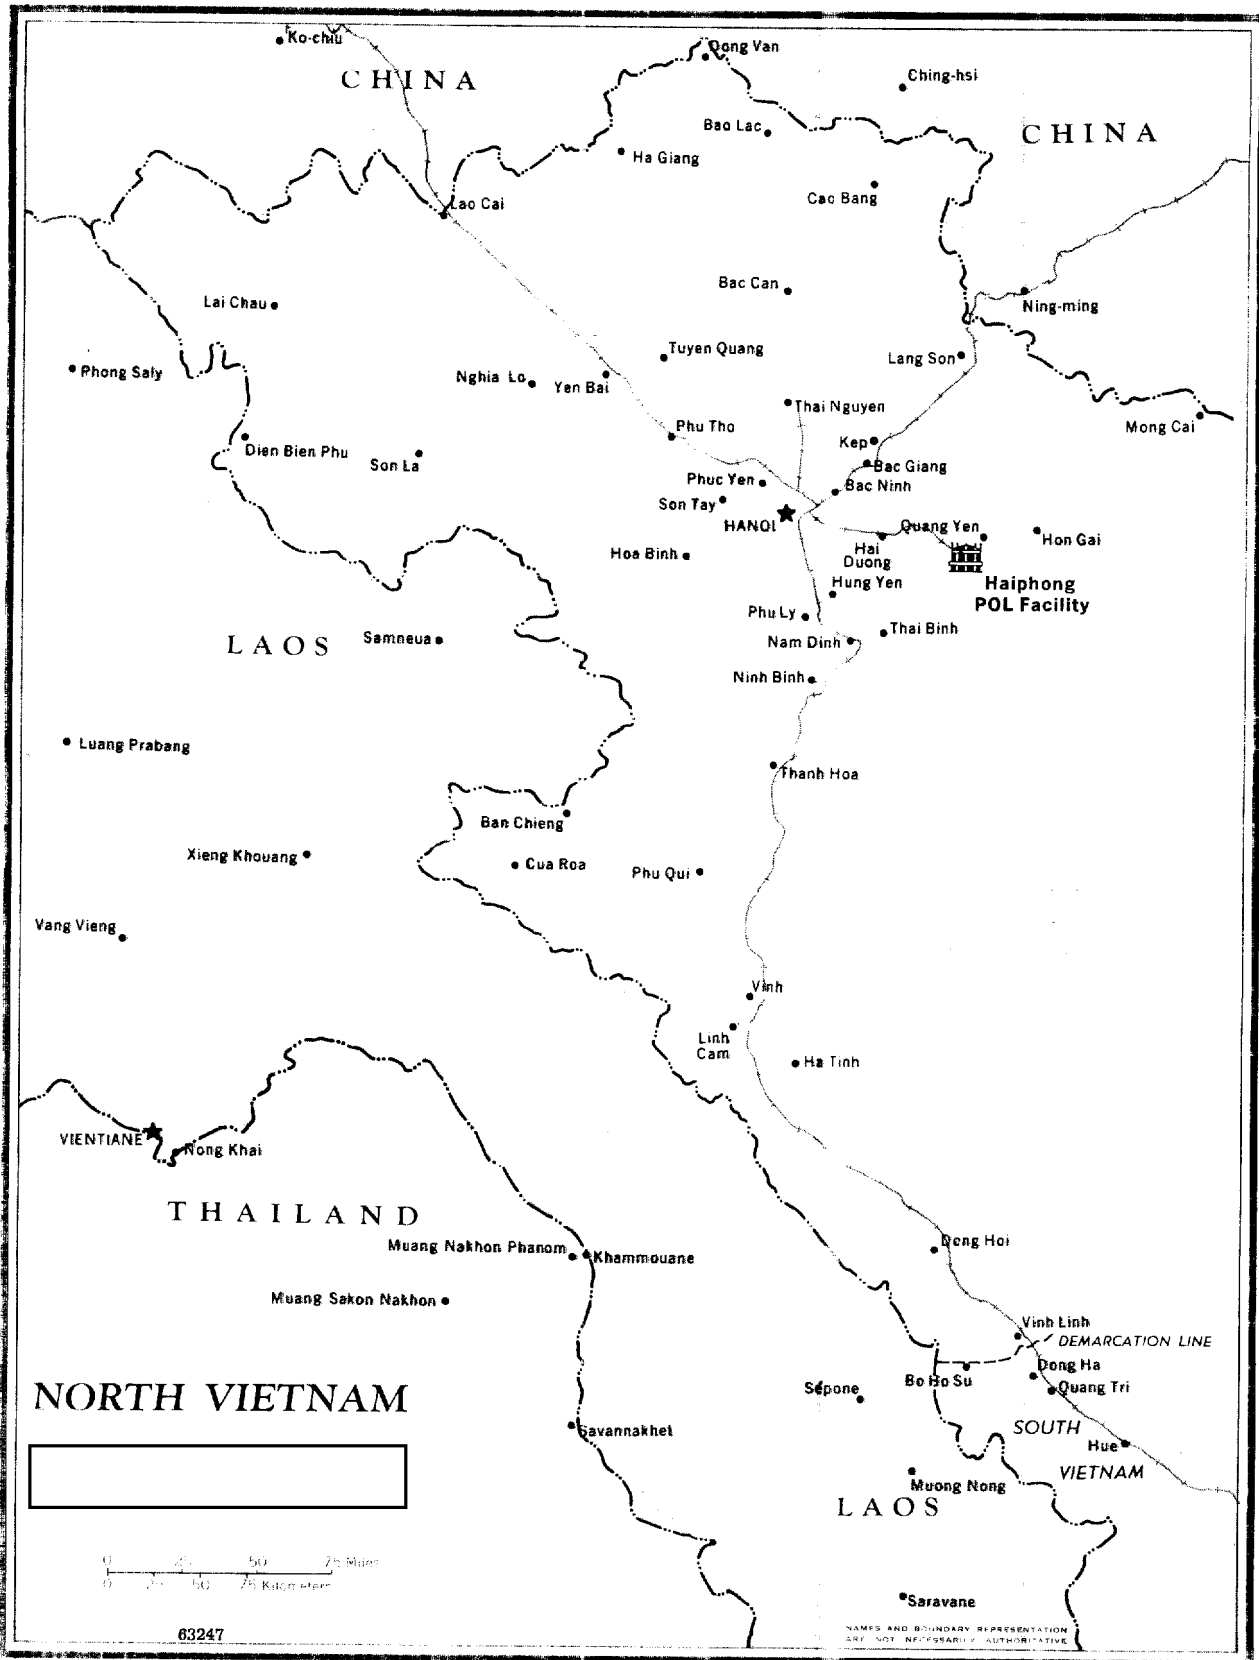 Ko-chiu
Dong Van
CHINA
Ching-hsi
Bao Lac
CHINA
Ha Giang
Cao Bang
Lao Cai
Bac Can
Lai Chau
Ning-ming
Tuyen Quang
Lang Son
Phong Saly
Nghia Lo
Yen Bai
Thai Nguyen
Mong Cai
Phu Tho
Kep
Dien Bien Phu
Son La
Bac Giang
Phuc Yen
Bac Ninh
Son Tay
HANOI
Quang Yen
Hon Gai
Hoa Binh
Hai
Duong
Haiphong
POL Facility
Hung Yen
Phu Ly
Thai Binh
LAOS
Samneua
Nam Dinh
Ninh Binh
Luang Prabang
Thanh Hoa
Ban Chieng
Xieng Khouang
Cua Roa
Phu Qui
Vang Vieng
Vinh
Linh
Cam
Ha Tinh
VIENTIANE
Nong Khai
THAILAND
Dong Hoi
Muang Nakhon Phanom
Khammouane
Muang Sakon Nakhon
Vinh Linh
DEMARCATION LINE
Dong Ha
Bo Ho Su
Quang Tri
Sepone
NORTH VIETNAM
Savannakhet
SOUTH
Hue
VIETNAM
Muong Nong
LAOS
0 25 50 75 Miles
0 25 50 75 Kilometers
Saravane
63247
NAMES AND BOUNDARY REPRESENTATION
ARE NOT NECESSARILY AUTHORITATIVE